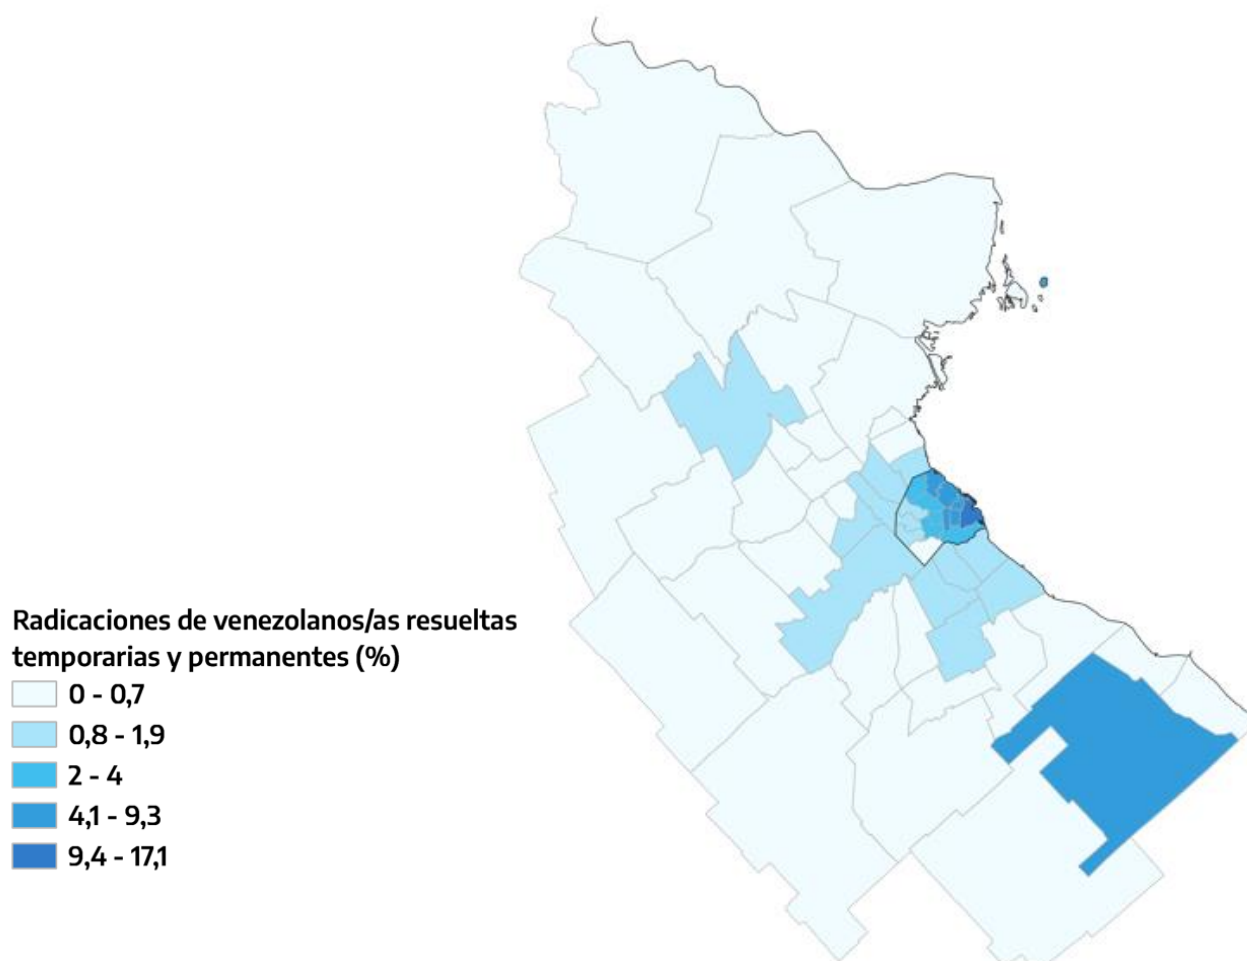 Radicaciones de venezolanos/as resueltas
temporarias y permanentes (%)
0 - 0,7
0,8 - 1,9
2 - 4
4,1 - 9,3
9,4 - 17,1